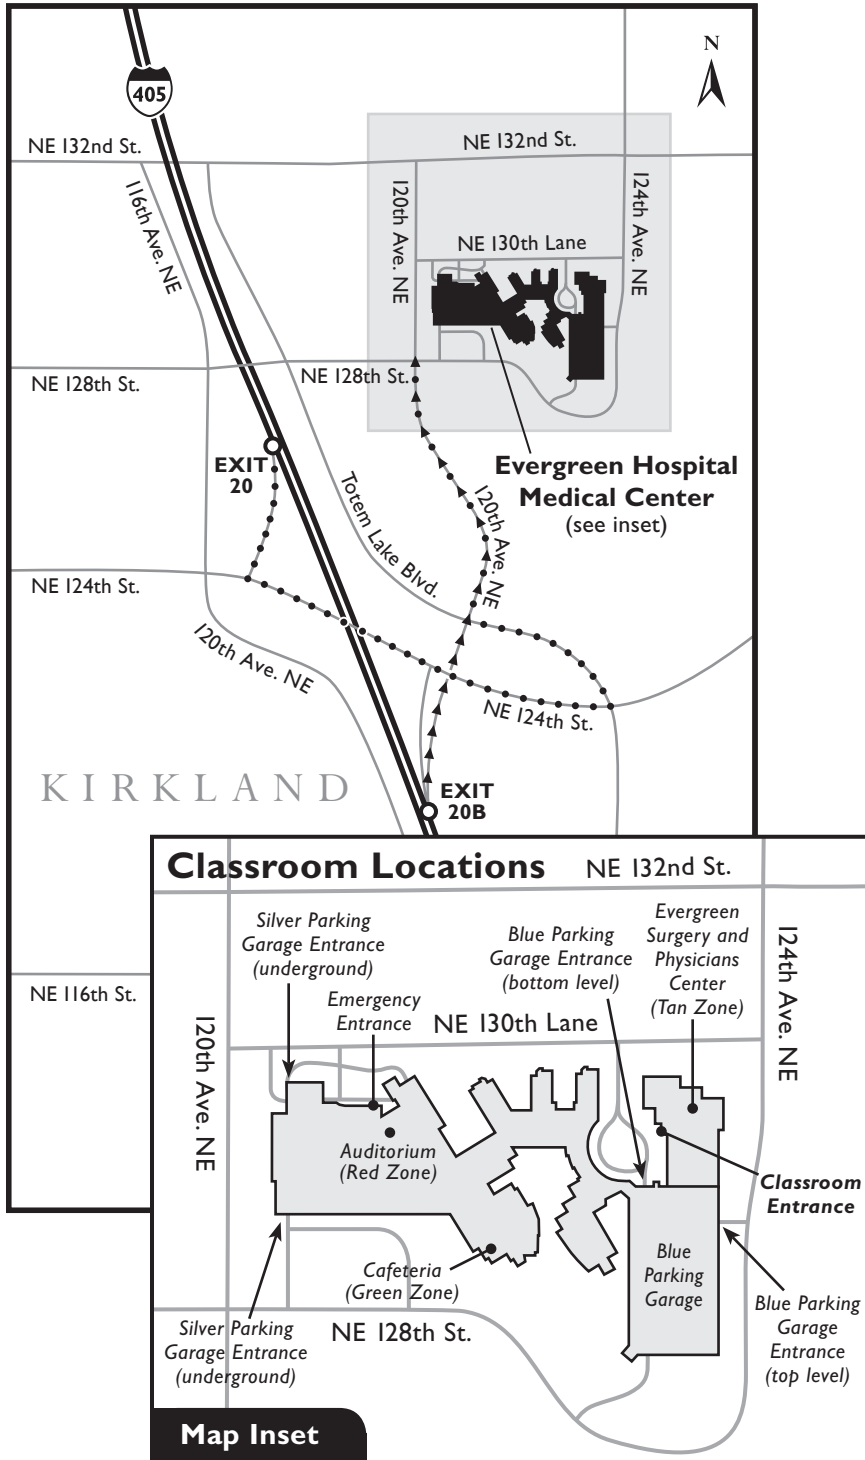 N
405
NE 132nd St.
NE 132nd St.
116th Ave. NE
120th Ave. NE
124th Ave. NE
NE 130th Lane
NE 128th St.
NE 128th St.
EXIT
20
Evergreen Hospital
Medical Center
(see inset)
Totem Lake Blvd.
120th Ave. NE
NE 124th St.
120th Ave. NE
NE 124th St.
KIRKLAND
EXIT
20B
NE 116th St.
Classroom Locations
NE 132nd St.
Silver Parking
Garage Entrance
(underground)
Emergency
Entrance
Blue Parking
Garage Entrance
(bottom level)
Evergreen
Surgery and
Physicians
Center
(Tan Zone)
124th Ave. NE
120th Ave. NE
NE 130th Lane
Auditorium
(Red Zone)
Classroom
Entrance
Cafeteria
(Green Zone)
Blue
Parking
Garage
Blue Parking
Garage
Entrance
(top level)
Silver Parking
Garage Entrance
(underground)
NE 128th St.
Map Inset